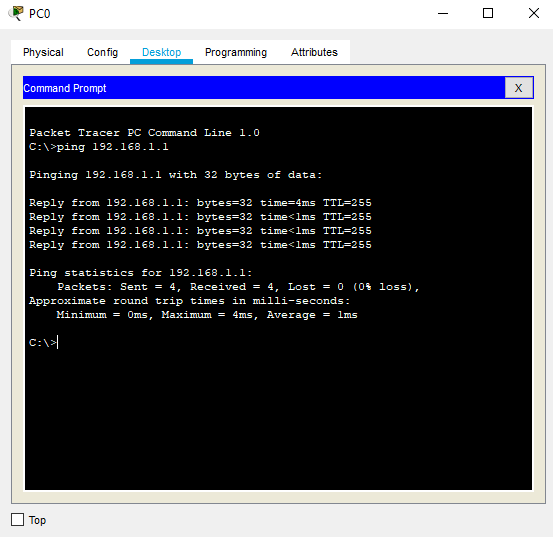 PC0
Physical Config Desktop Programming Attributes
Command Prompt X
Packet Tracer PC Command Line 1.0
C:\>ping 192.168.1.1
Pinging 192.168.1.1 with 32 bytes of data:
Reply from 192.168.1.1: bytes=32 time=4ms TTL=255
Reply from 192.168.1.1: bytes=32 time<1ms TTL=255
Reply from 192.168.1.1: bytes=32 time<1ms TTL=255
Reply from 192.168.1.1: bytes=32 time<1ms TTL=255
Ping statistics for 192.168.1.1:
Packets: Sent = 4, Received = 4, Lost = 0 (0% loss),
Approximate round trip times in milli-seconds:
Minimum = 0ms, Maximum = 4ms, Average = 1ms
C:\>
Top